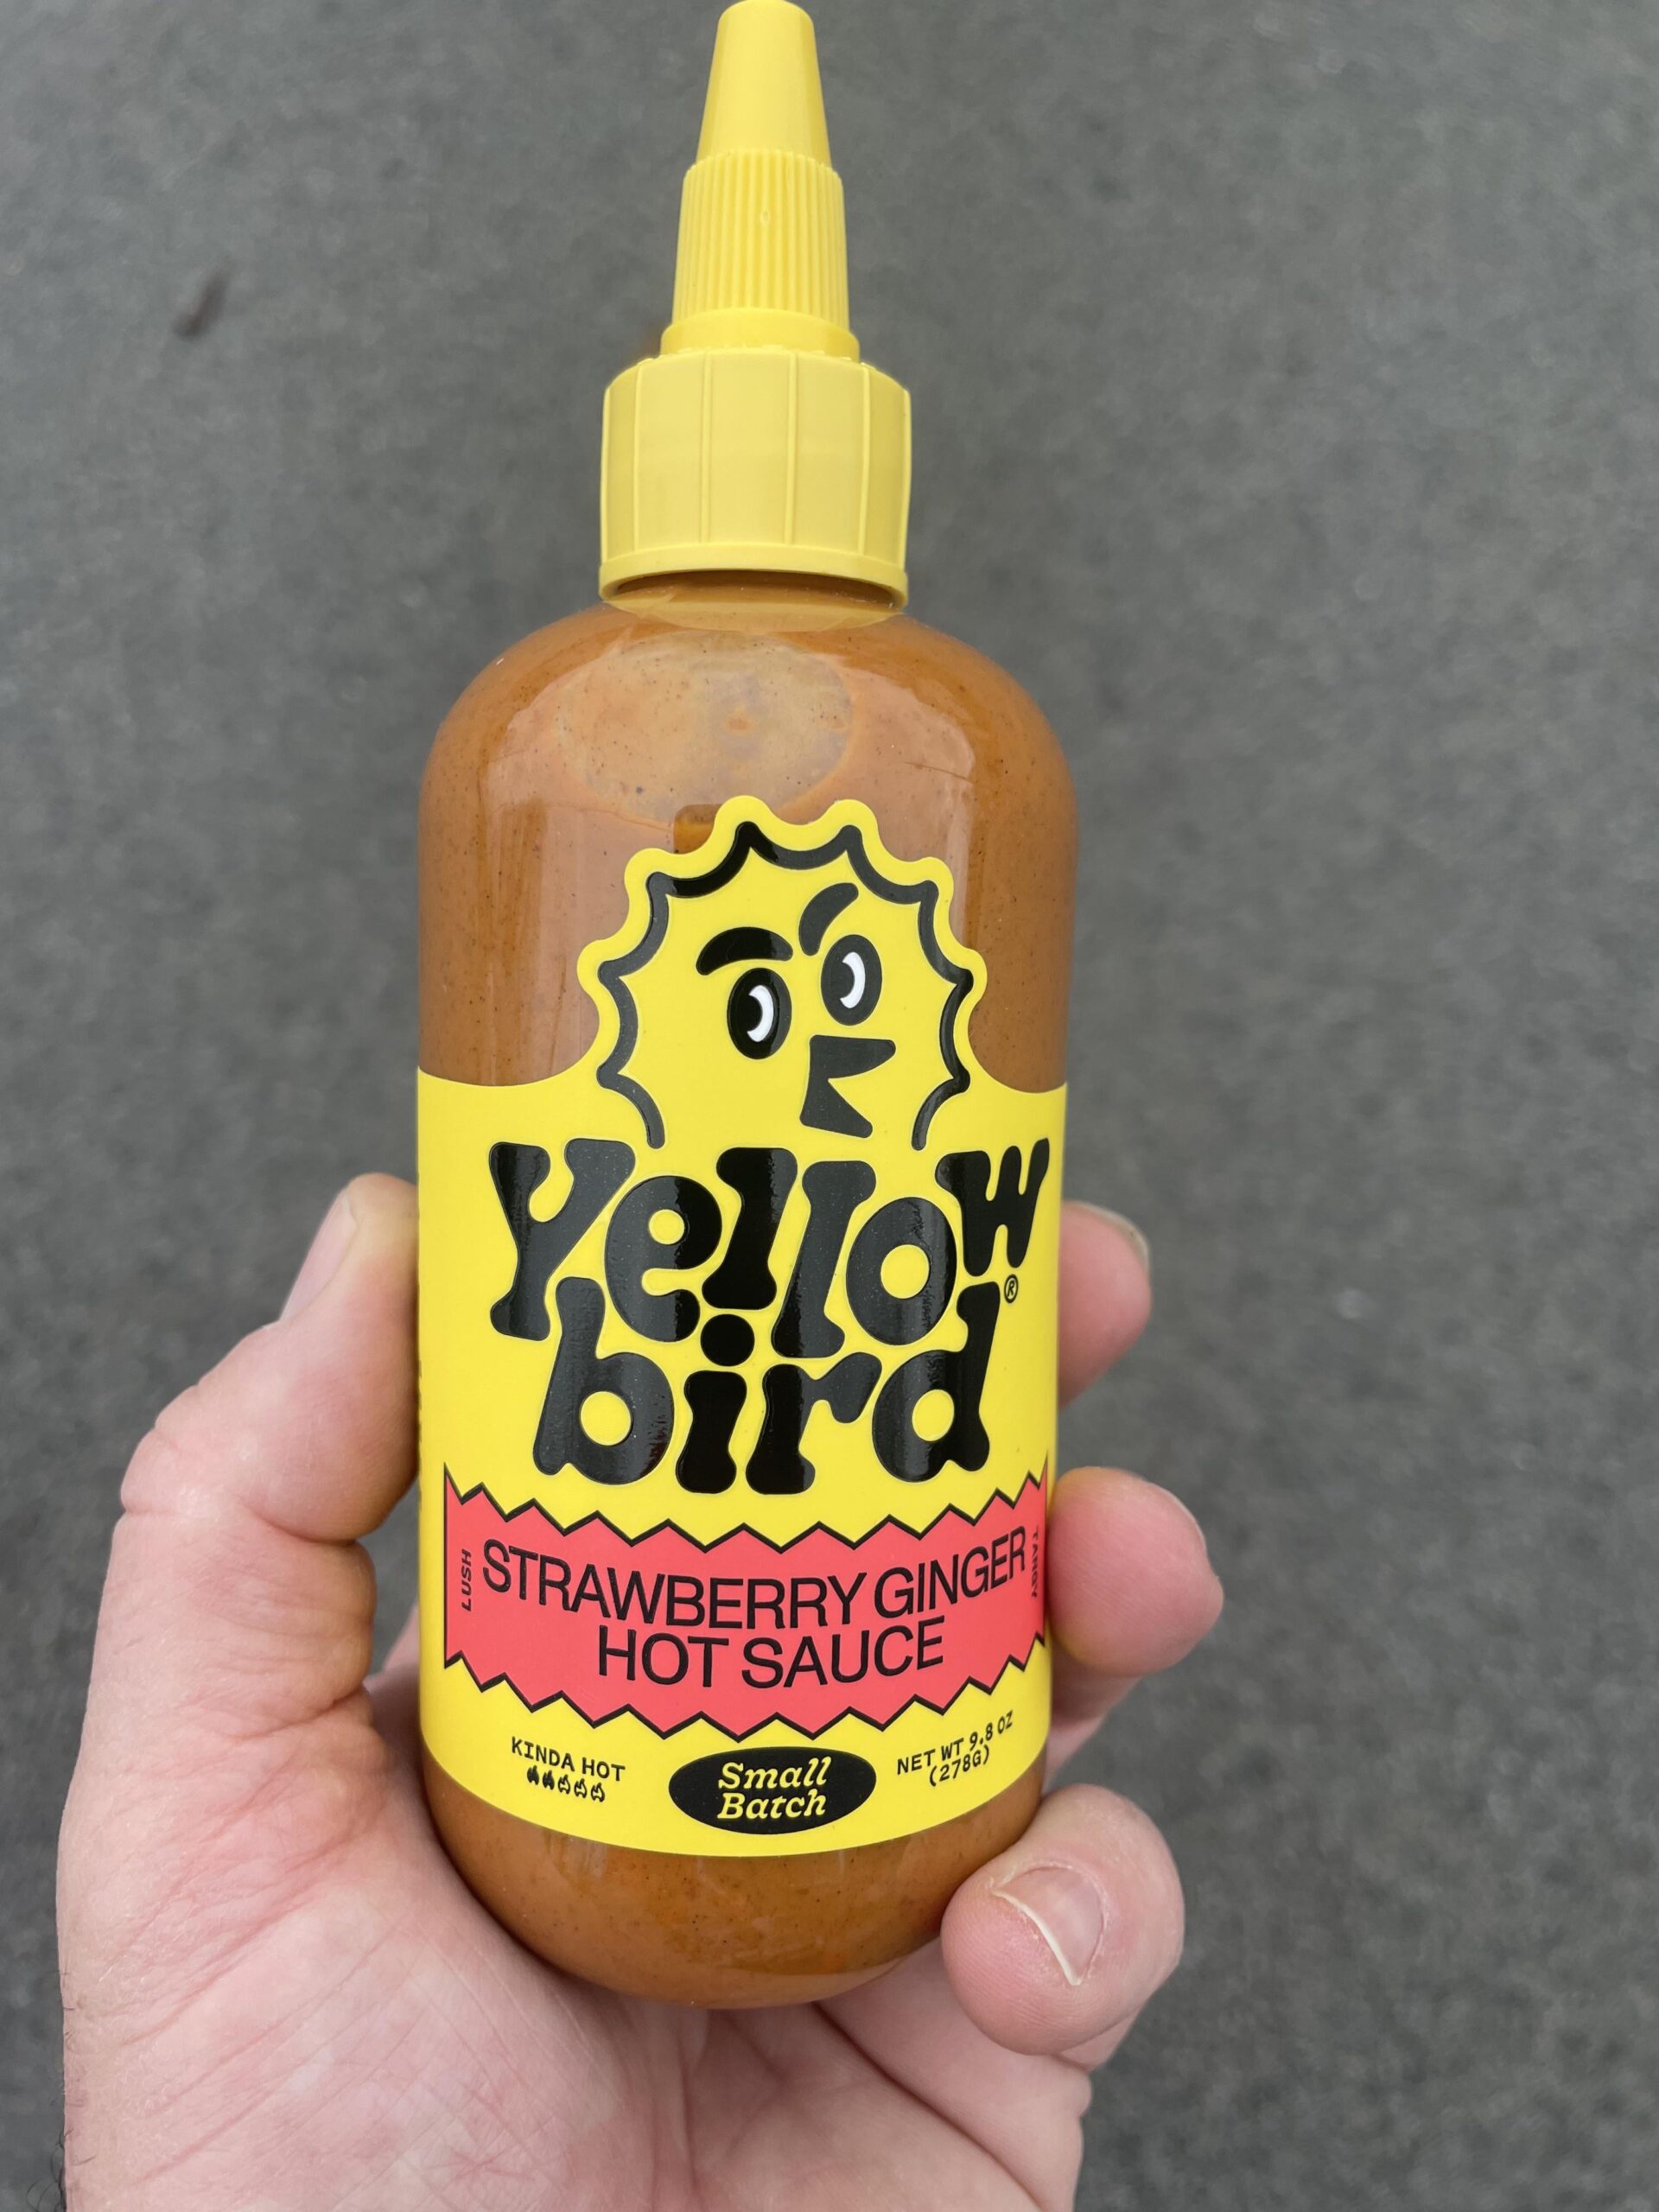 Yellow
bird®
LUSH
STRAWBERRY GINGER
HOT SAUCE
TANGY
KINDA HOT
Small
Batch
NET WT 9.8 OZ
(278G)